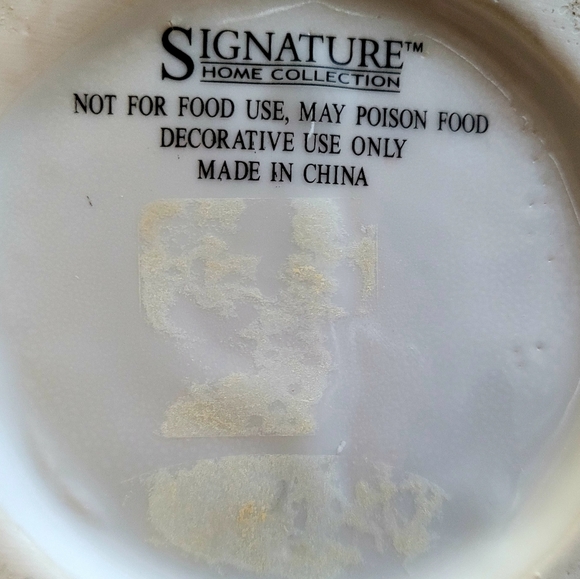 SIGNATURE™
HOME COLLECTION
NOT FOR FOOD USE, MAY POISON FOOD
DECORATIVE USE ONLY
MADE IN CHINA